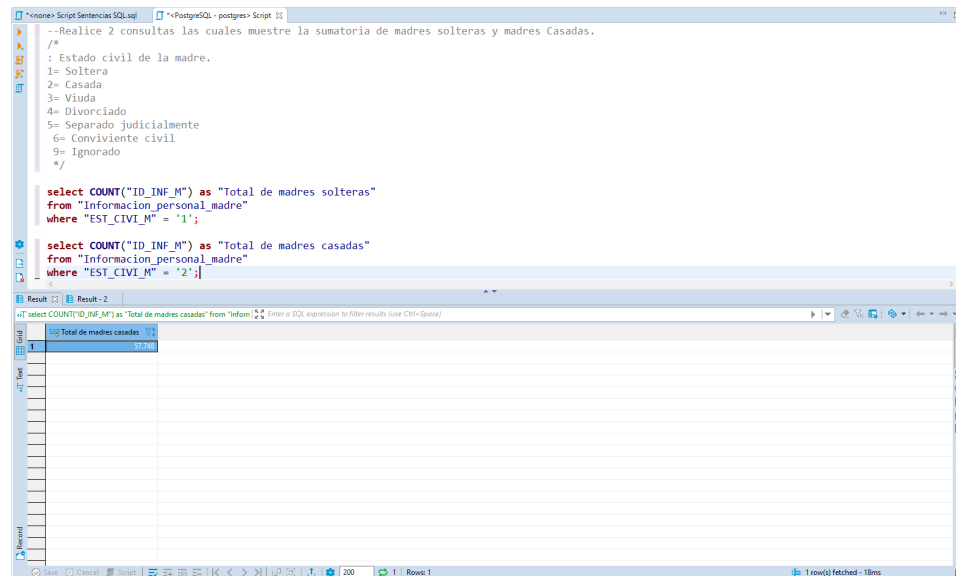 *<none> Script Sentencias SQL.sql    *<PostgreSQL - postgres> Script
--Realice 2 consultas las cuales muestre la sumatoria de madres solteras y madres Casadas.
/*
: Estado civil de la madre.
1= Soltera
2= Casada
3= Viuda
4= Divorciado
5= Separado judicialmente
6= Conviviente civil
9= Ignorado
*/
select COUNT("ID_INF_M") as "Total de madres solteras"
from "Informacion_personal_madre"
where "EST_CIVI_M" = '1';
select COUNT("ID_INF_M") as "Total de madres casadas"
from "Informacion_personal_madre"
where "EST_CIVI_M" = '2';
Result    Result - 2
select COUNT("ID_INF_M") as "Total de madres casadas" from "Inform    Enter a SQL expression to filter results (use Ctrl+Space)
Grid
Text
Record
Total de madres casadas
1    57.748
Save    Cancel    Script    200    1    Rows: 1    1 row(s) fetched - 18ms